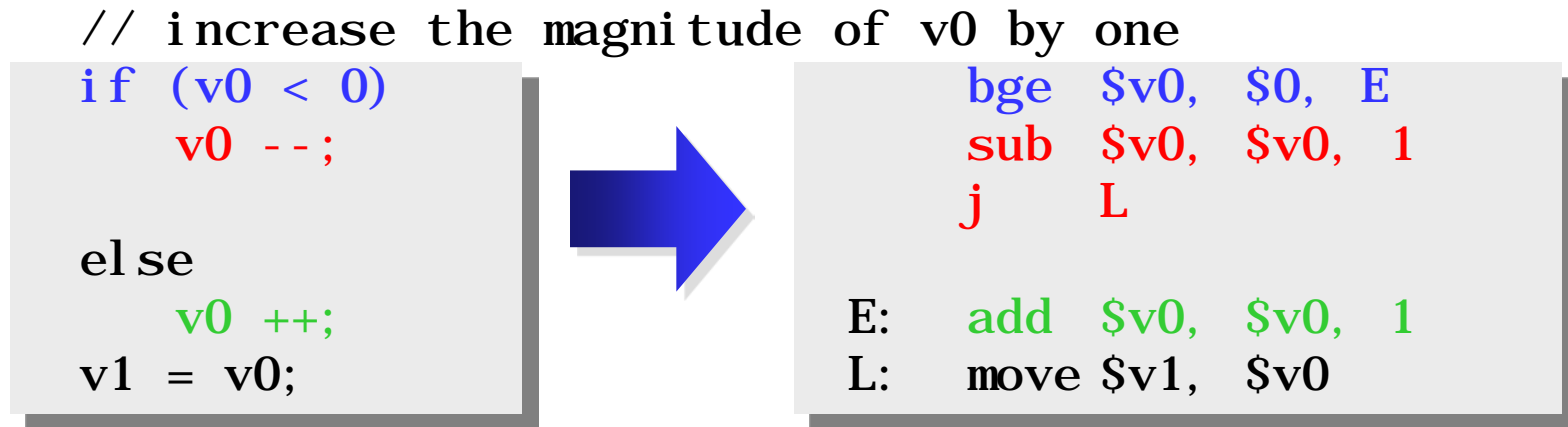 // increase the magnitude of v0 by one
if (v0 < 0)
v0 --;
else
v0 ++;
v1 = v0;
bge $v0, $0, E
sub $v0, $v0, 1
j L
E: add $v0, $v0, 1
L: move $v1, $v0